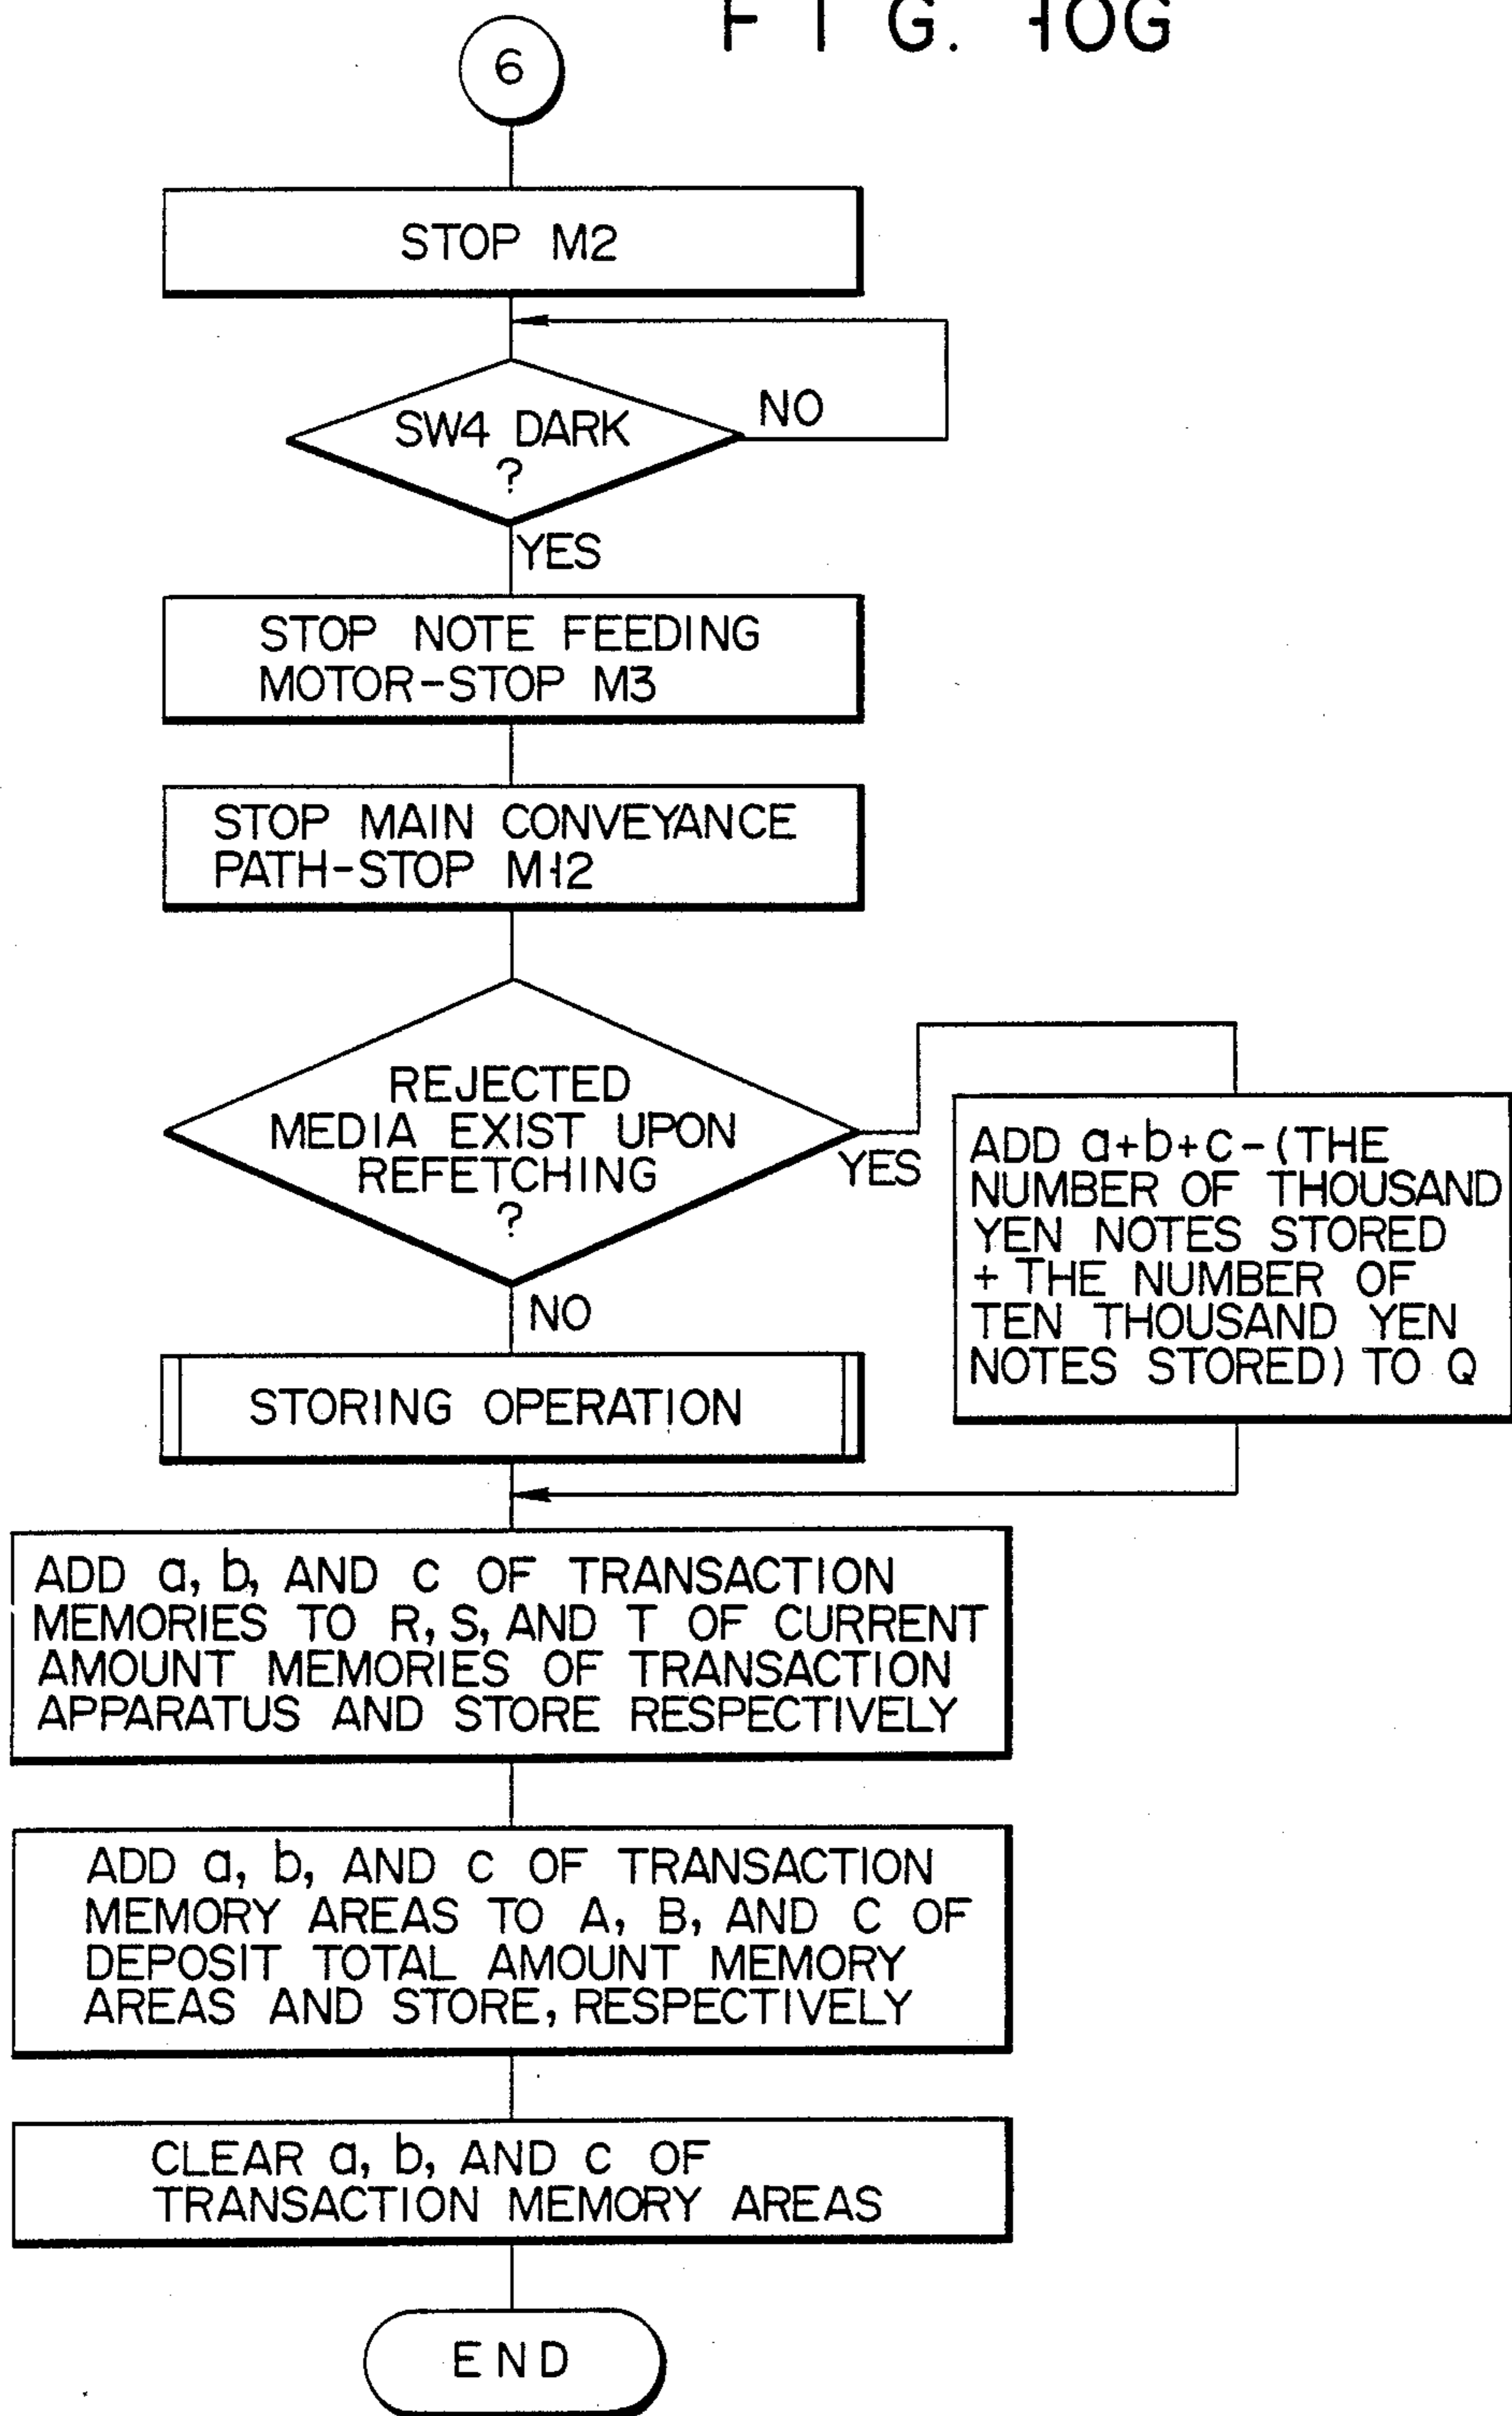 FIG. 10G
6
STOP M2
SW4 DARK
?
NO
YES
STOP NOTE FEEDING
MOTOR-STOP M3
STOP MAIN CONVEYANCE
PATH-STOP M12
REJECTED
MEDIA EXIST UPON
REFETCHING
?
YES
NO
ADD a+b+c-(THE
NUMBER OF THOUSAND
YEN NOTES STORED
+ THE NUMBER OF
TEN THOUSAND YEN
NOTES STORED) TO Q
STORING OPERATION
ADD a, b, AND c OF TRANSACTION
MEMORIES TO R, S, AND T OF CURRENT
AMOUNT MEMORIES OF TRANSACTION
APPARATUS AND STORE RESPECTIVELY
ADD a, b, AND c OF TRANSACTION
MEMORY AREAS TO A, B, AND C OF
DEPOSIT TOTAL AMOUNT MEMORY
AREAS AND STORE, RESPECTIVELY
CLEAR a, b, AND c OF
TRANSACTION MEMORY AREAS
END